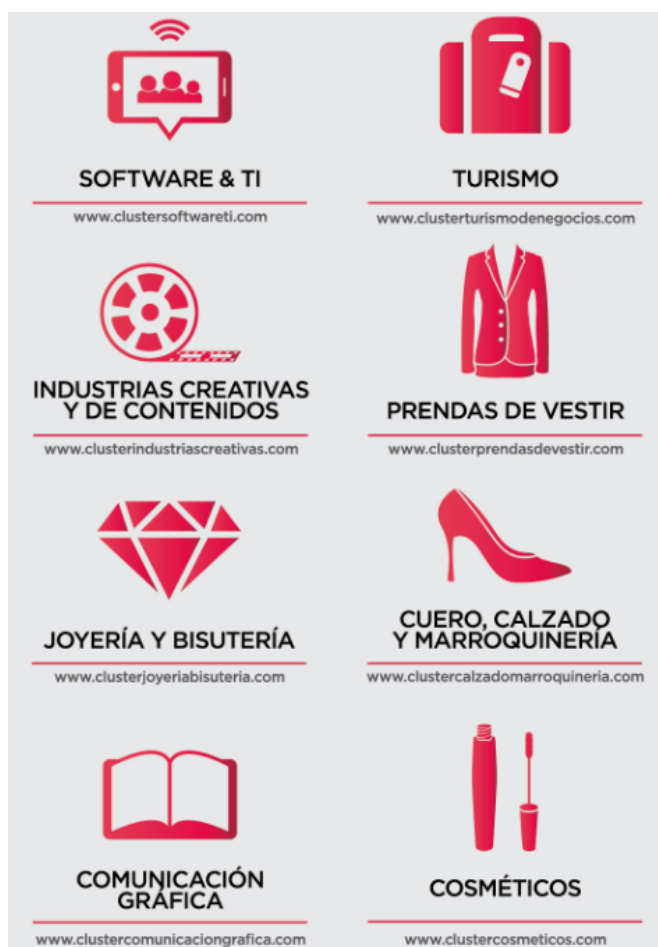 SOFTWARE & TI
www.clustersoftwareti.com
TURISMO
www.clusterturismodenegocios.com
INDUSTRIAS CREATIVAS
Y DE CONTENIDOS
www.clusterindustriascreativas.com
PRENDAS DE VESTIR
www.clusterprendasdevestir.com
JOYERÍA Y BISUTERÍA
www.clusterjoyeriabisuteria.com
CUERO, CALZADO
Y MARROQUINERÍA
www.clustercalzadomarroquineria.com
COMUNICACIÓN
GRÁFICA
www.clustercomunicaciongrafica.com
COSMÉTICOS
www.clustercosmeticos.com